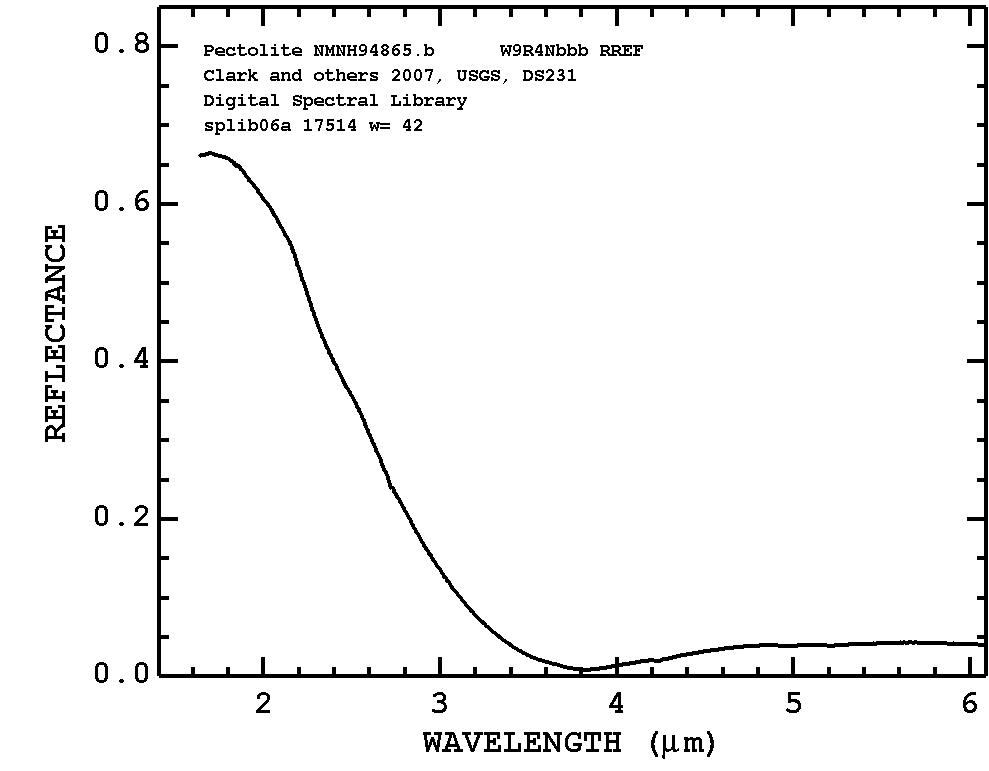 Pectolite NMNH94865.b W9R4Nbbb RREF
Clark and others 2007, USGS, DS231
Digital Spectral Library
splib06a 17514 w= 42
0.8
0.6
0.4
0.2
0.0
REFLECTANCE
2 3 4 5 6
WAVELENGTH (μm)